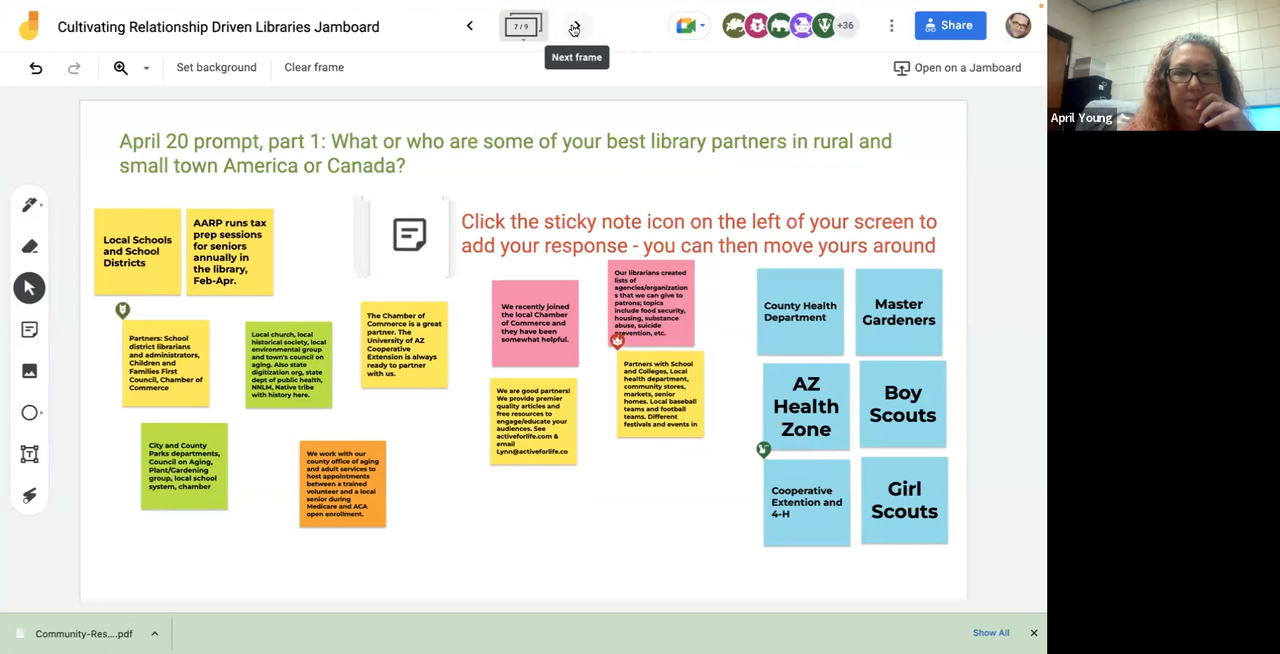 Cultivating Relationship Driven Libraries Jamboard
7/9
+36
Share
Next frame
Set background
Clear frame
Open on a Jamboard
April Young
April 20 prompt, part 1: What or who are some of your best library partners in rural and
small town America or Canada?
Click the sticky note icon on the left of your screen to
add your response - you can then move yours around
Local Schools
and School
Districts
AARP runs tax
prep sessions
for seniors
annually in
the library,
Feb-Apr.
Partners: School
district librarians
and administrators,
Children and
Families First
Council, Chamber of
Commerce
Local church, local
historical society, local
environmental group
and town's council on
aging. Also state
digitization org, state
dept of public health,
NNLM, Native tribe
with history here.
The Chamber of
Commerce is a great
partner. The
University of AZ
Cooperative
Extension is always
ready to partner
with us.
City and County
Parks departments,
Council on Aging,
Plant/Gardening
group, local school
system, chamber
We work with our
county office of aging
and adult services to
host appointments
between a trained
volunteer and a local
senior during
Medicare and ACA
open enrollment.
We recently joined
the local Chamber
of Commerce and
they have been
somewhat helpful.
We are good partners!
We provide premier
quality articles and
free resources to
engage/educate your
audiences. See
activeforlife.com &
email
Lynn@activeforlife.co
Our librarians created
lists of
agencies/organization
s that we can give to
patrons; topics
include food security,
housing, substance
abuse, suicide
prevention, etc.
Partners with School
and Colleges, Local
health department,
community stores,
markets, senior
homes. Local baseball
teams and football
teams. Different
festivals and events in
County Health
Department
Master
Gardeners
AZ
Health
Zone
Boy
Scouts
Cooperative
Extention and
4-H
Girl
Scouts
Community-Res....pdf
Show All